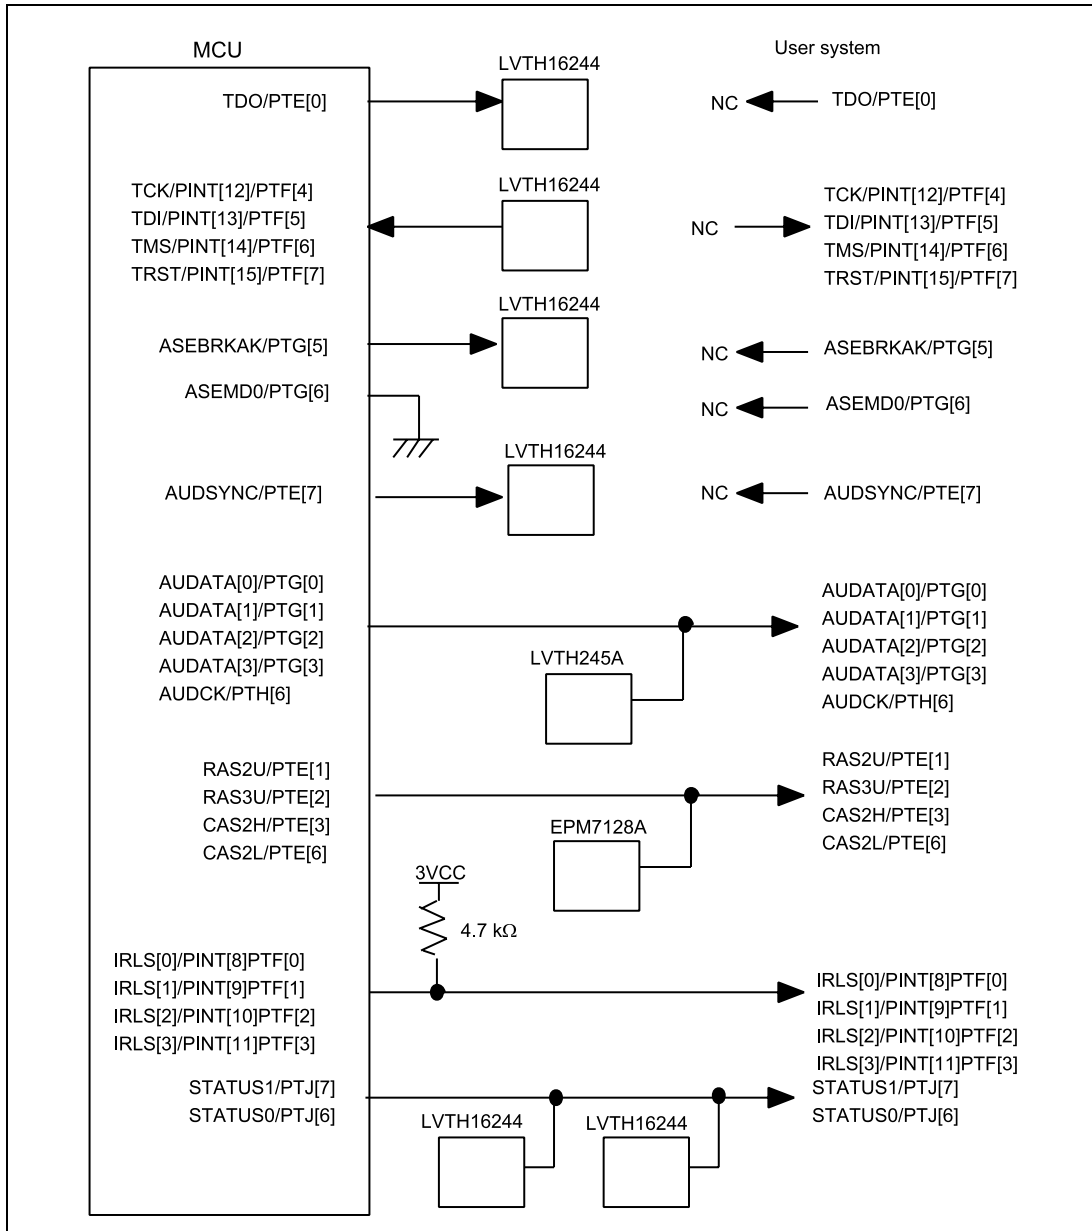 MCU
User system
LVTH16244
TDO/PTE[0]
NC
TDO/PTE[0]
LVTH16244
TCK/PINT[12]/PTF[4]
TDI/PINT[13]/PTF[5]
TMS/PINT[14]/PTF[6]
TRST/PINT[15]/PTF[7]
NC
TCK/PINT[12]/PTF[4]
TDI/PINT[13]/PTF[5]
TMS/PINT[14]/PTF[6]
TRST/PINT[15]/PTF[7]
LVTH16244
ASEBRKAK/PTG[5]
NC
ASEBRKAK/PTG[5]
ASEMD0/PTG[6]
NC
ASEMD0/PTG[6]
LVTH16244
AUDSYNC/PTE[7]
NC
AUDSYNC/PTE[7]
AUDATA[0]/PTG[0]
AUDATA[1]/PTG[1]
AUDATA[2]/PTG[2]
AUDATA[3]/PTG[3]
AUDCK/PTH[6]
LVTH245A
AUDATA[0]/PTG[0]
AUDATA[1]/PTG[1]
AUDATA[2]/PTG[2]
AUDATA[3]/PTG[3]
AUDCK/PTH[6]
RAS2U/PTE[1]
RAS3U/PTE[2]
CAS2H/PTE[3]
CAS2L/PTE[6]
EPM7128A
RAS2U/PTE[1]
RAS3U/PTE[2]
CAS2H/PTE[3]
CAS2L/PTE[6]
3VCC
4.7 kΩ
IRLS[0]/PINT[8]PTF[0]
IRLS[1]/PINT[9]PTF[1]
IRLS[2]/PINT[10]PTF[2]
IRLS[3]/PINT[11]PTF[3]
IRLS[0]/PINT[8]PTF[0]
IRLS[1]/PINT[9]PTF[1]
IRLS[2]/PINT[10]PTF[2]
IRLS[3]/PINT[11]PTF[3]
STATUS1/PTJ[7]
STATUS0/PTJ[6]
LVTH16244
LVTH16244
STATUS1/PTJ[7]
STATUS0/PTJ[6]